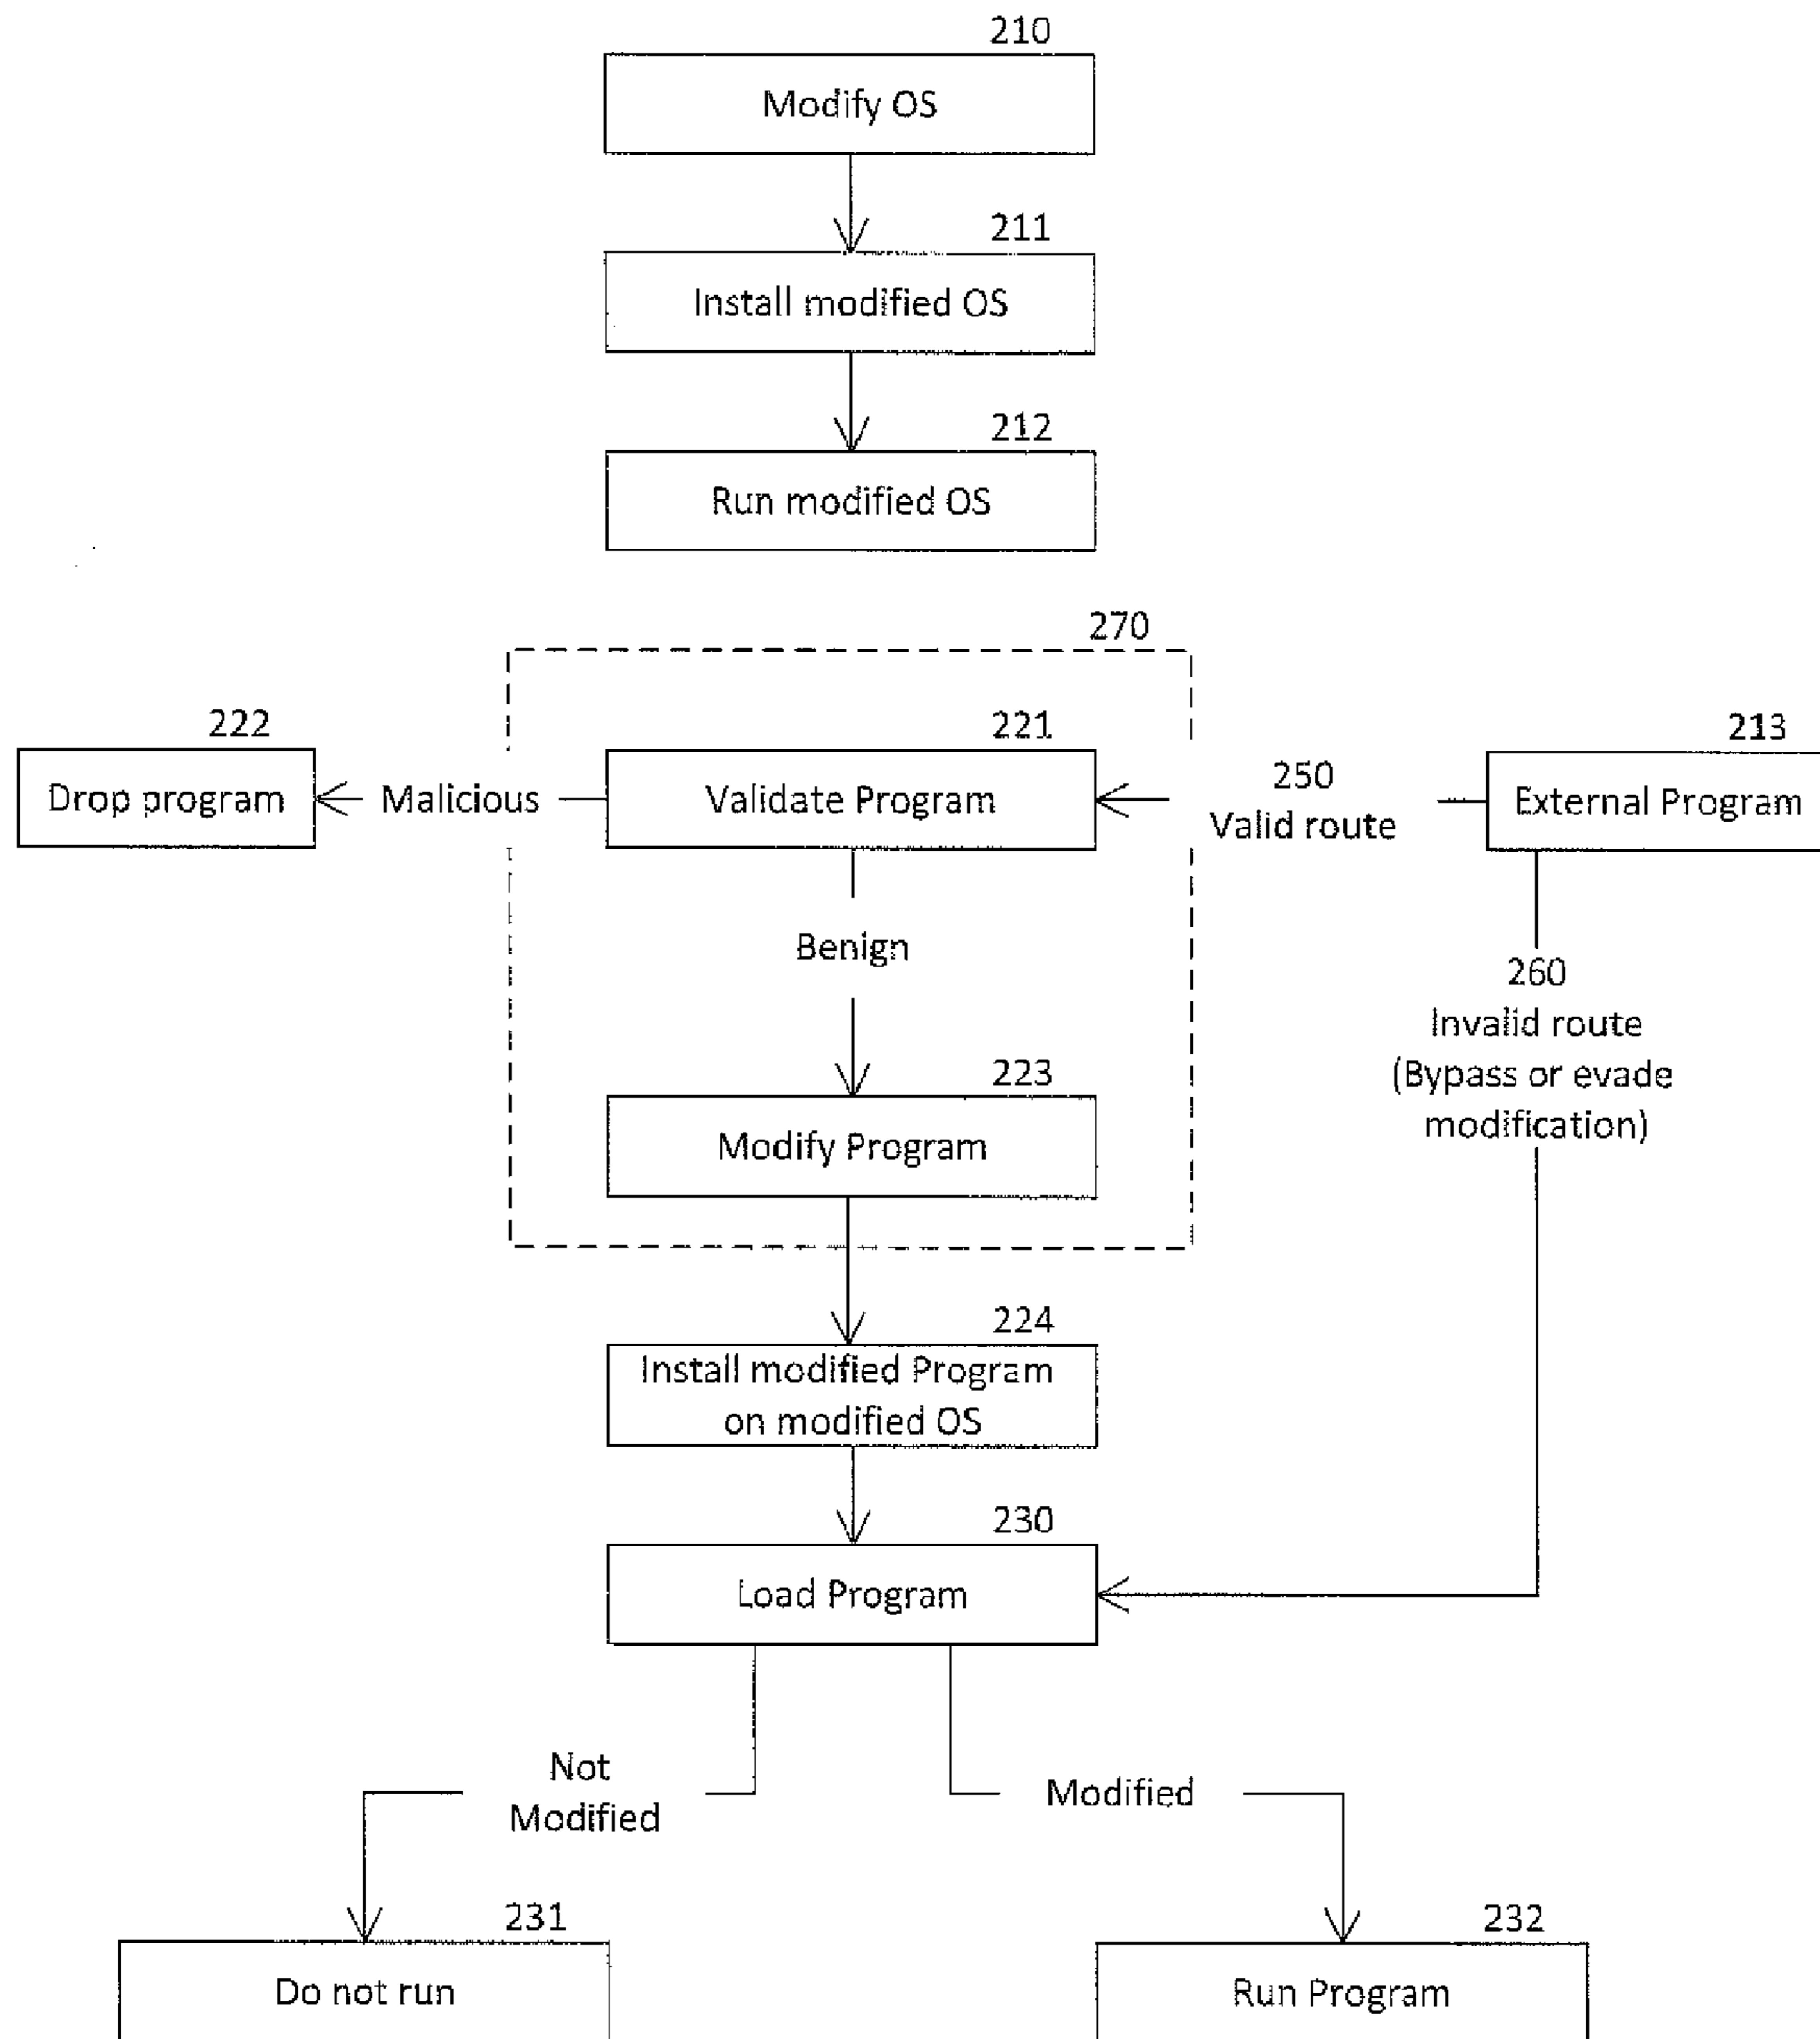 210
Modify OS
211
Install modified OS
212
Run modified OS
270
222
Drop program
Malicious
221
Validate Program
250
Valid route
213
External Program
Benign
260
Invalid route
(Bypass or evade
modification)
223
Modify Program
224
Install modified Program
on modified OS
230
Load Program
Not
Modified
Modified
231
Do not run
232
Run Program